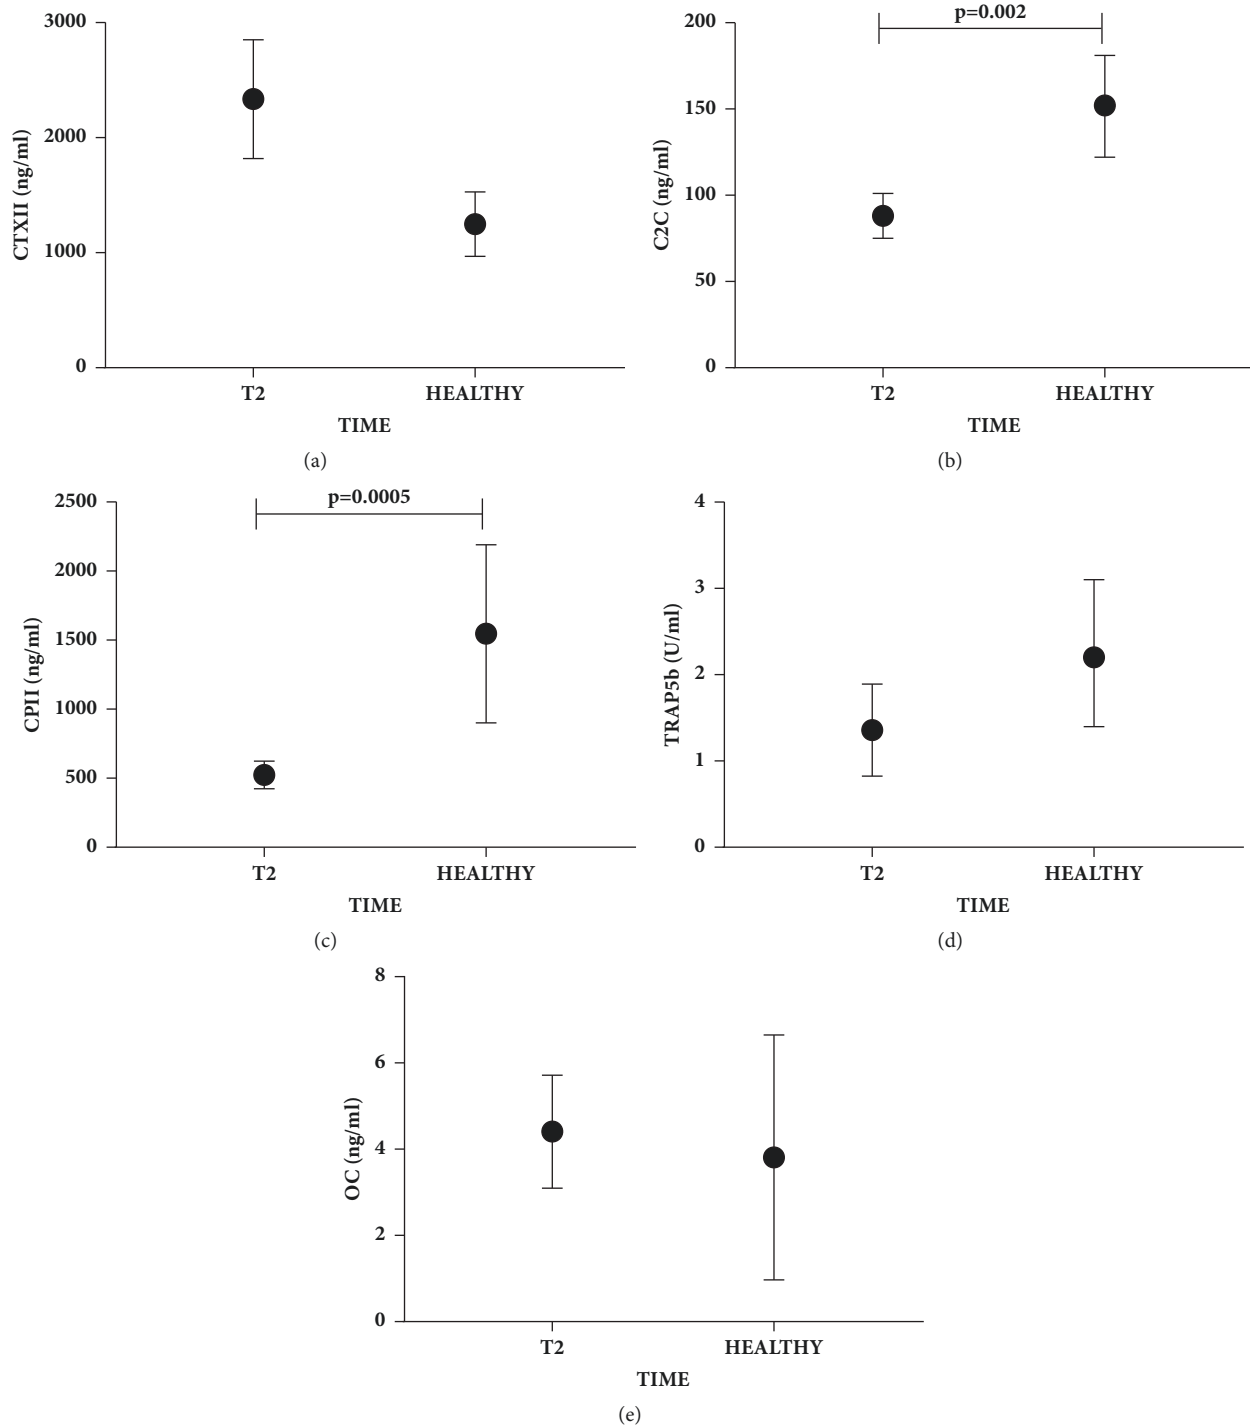 3000
2000
1000
0
CTXII (ng/ml)
T2 HEALTHY
TIME
(a)
p=0.002
200
150
100
50
0
C2C (ng/ml)
T2 HEALTHY
TIME
(b)
p=0.0005
2500
2000
1500
1000
500
0
CPII (ng/ml)
T2 HEALTHY
TIME
(c)
4
3
2
1
0
TRAP5b (U/ml)
T2 HEALTHY
TIME
(d)
8
6
4
2
0
OC (ng/ml)
T2 HEALTHY
TIME
(e)